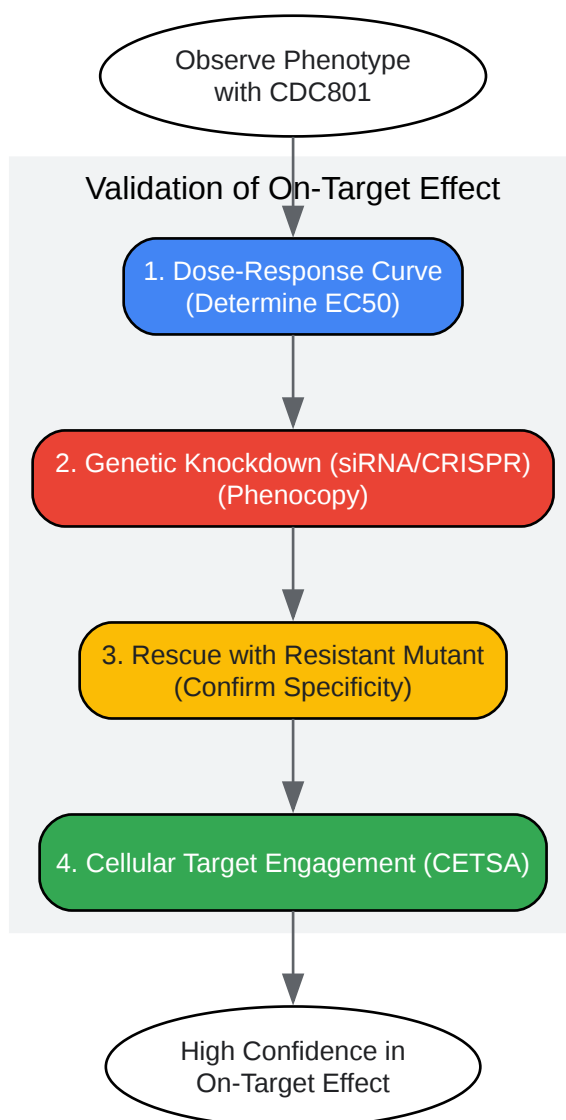 Observe Phenotype
with CDC801
Validation of On-Target Effect
1. Dose-Response Curve
(Determine EC50)
2. Genetic Knockdown (siRNA/CRISPR)
(Phenocopy)
3. Rescue with Resistant Mutant
(Confirm Specificity)
4. Cellular Target Engagement (CETSA)
High Confidence in
On-Target Effect